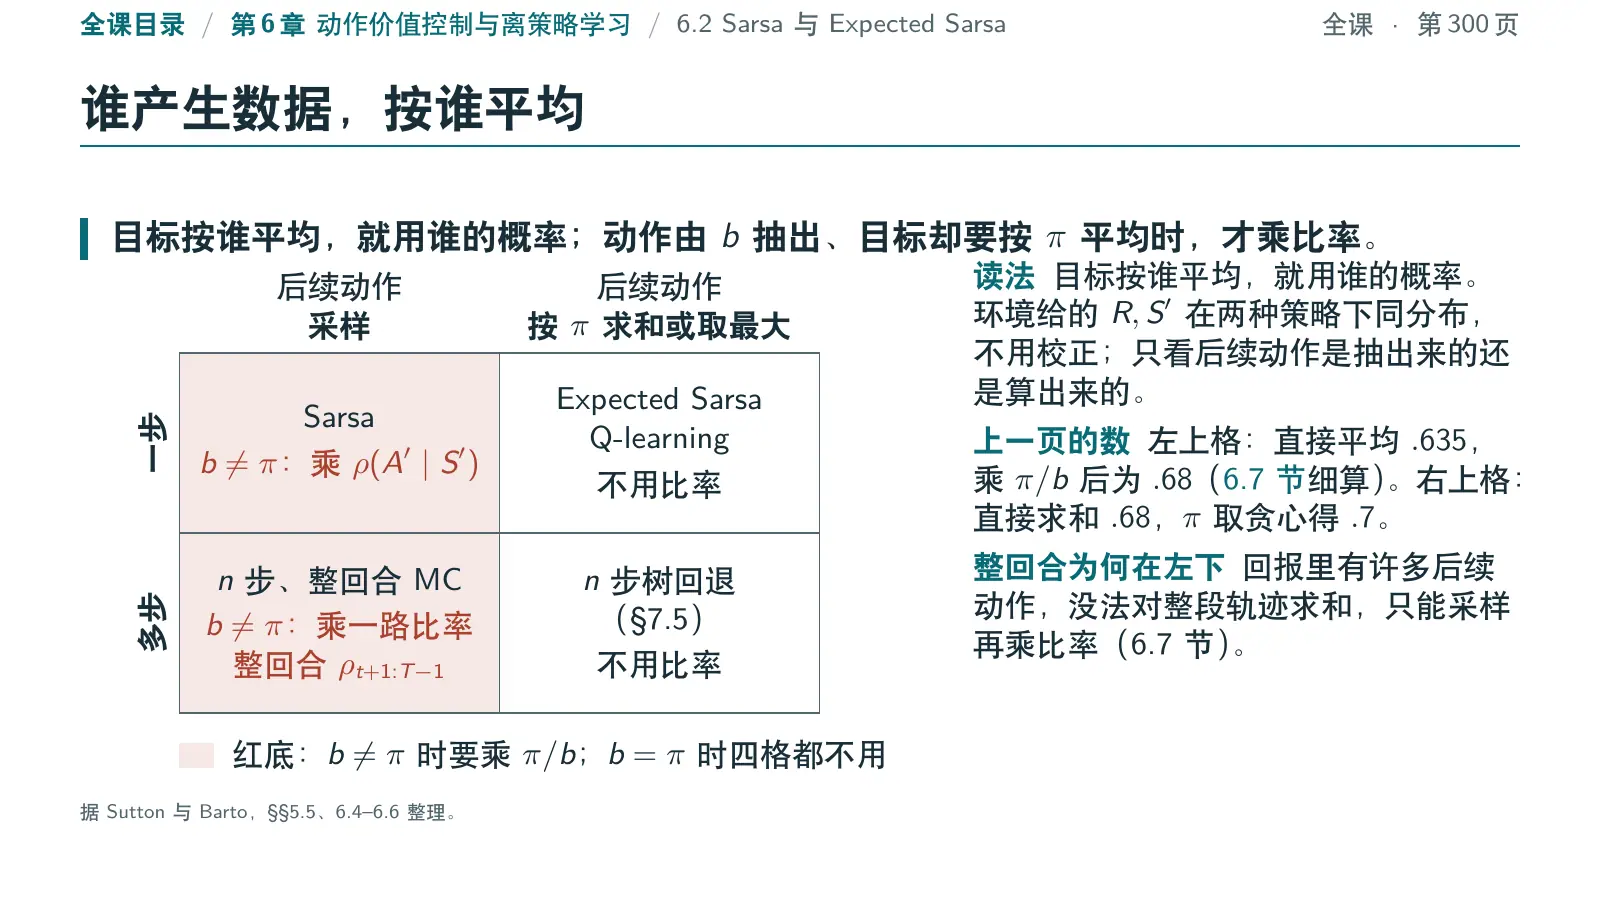 全课目录 / 第 6 章 动作价值控制与离策略学习 / 6.2 Sarsa 与 Expected Sarsa
全课 · 第 300 页
谁产生数据，按谁平均
目标按谁平均，就用谁的概率；动作由 b 抽出、目标却要按 π 平均时，才乘比率。
后续动作
采样
后续动作
按 π 求和或取最大
一步
Sarsa
b ≠ π：乘 ρ(A′ | S′)
Expected Sarsa
Q-learning
不用比率
多步
n 步、整回合 MC
b ≠ π：乘一路比率
整回合 ρt+1:T−1
n 步树回退
（§7.5）
不用比率
红底：b ≠ π 时要乘 π/b；b = π 时四格都不用
读法 目标按谁平均，就用谁的概率。
环境给的 R, S′ 在两种策略下同分布，
不用校正；只看后续动作是抽出来的还
是算出来的。
上一页的数 左上格：直接平均 .635，
乘 π/b 后为 .68（6.7 节细算）。右上格：
直接求和 .68，π 取贪心得 .7。
整回合为何在左下 回报里有许多后续
动作，没法对整段轨迹求和，只能采样
再乘比率（6.7 节）。
据 Sutton 与 Barto，§§5.5、6.4–6.6 整理。